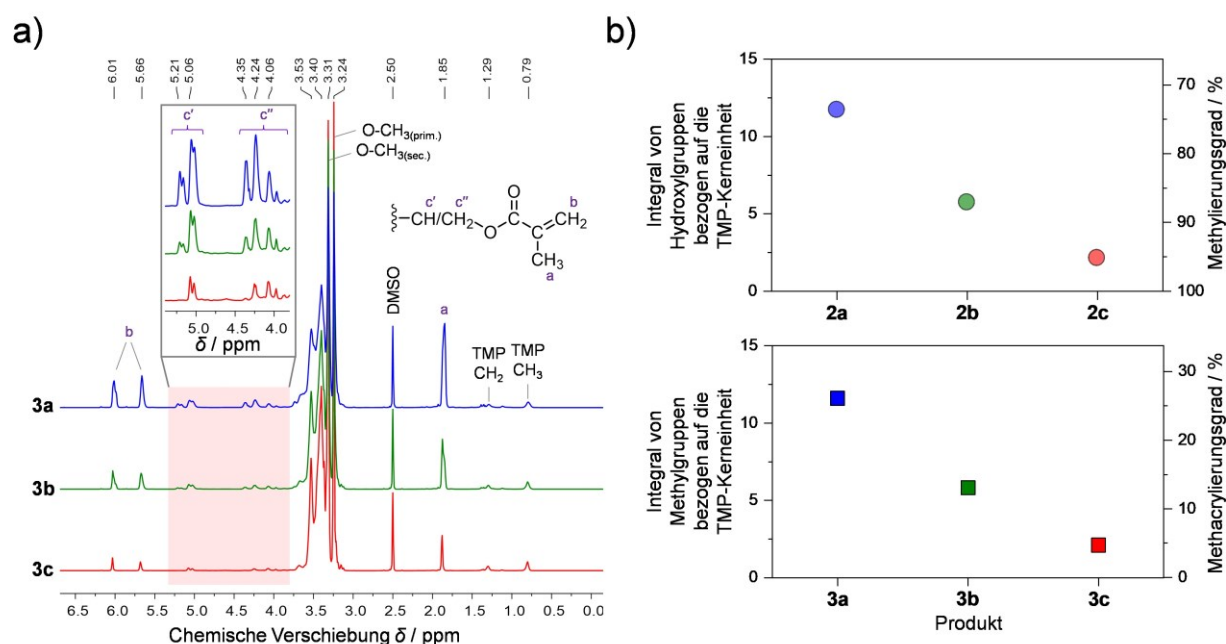 a)
6.01
5.66
5.21
5.06
4.35
4.24
4.06
3.53
3.40
3.31
3.24
2.50
1.85
1.29
0.79
c' c''
5.0 4.5 4.0
δ / ppm
O-CH3(prim.)
O-CH3(sec.)
c' c'' O b
CH/CH2 O CH2
CH3
a
b
DMSO
a
TMP
CH2
TMP
CH3
3a
3b
3c
6.5 6.0 5.5 5.0 4.5 4.0 3.5 3.0 2.5 2.0 1.5 1.0 0.5 0.0
Chemische Verschiebung δ / ppm
b)
Integral von
Hydroxylgruppen
bezogen auf die
TMP-Kerneinheit
15
10
5
0
70
80
90
100
Methylierungsgrad / %
2a 2b 2c
Integral von
Methylgruppen
bezogen auf die
TMP-Kerneinheit
15
10
5
0
30
20
10
0
Methacrylierungsgrad / %
3a 3b 3c
Produkt